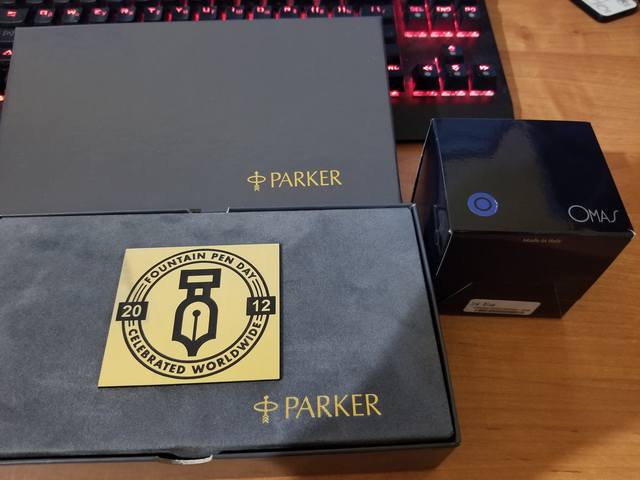 PARKER
FOUNTAIN PEN DAY
20 12
CELEBRATED WORLDWIDE
PARKER
OMAS
Made in Italy